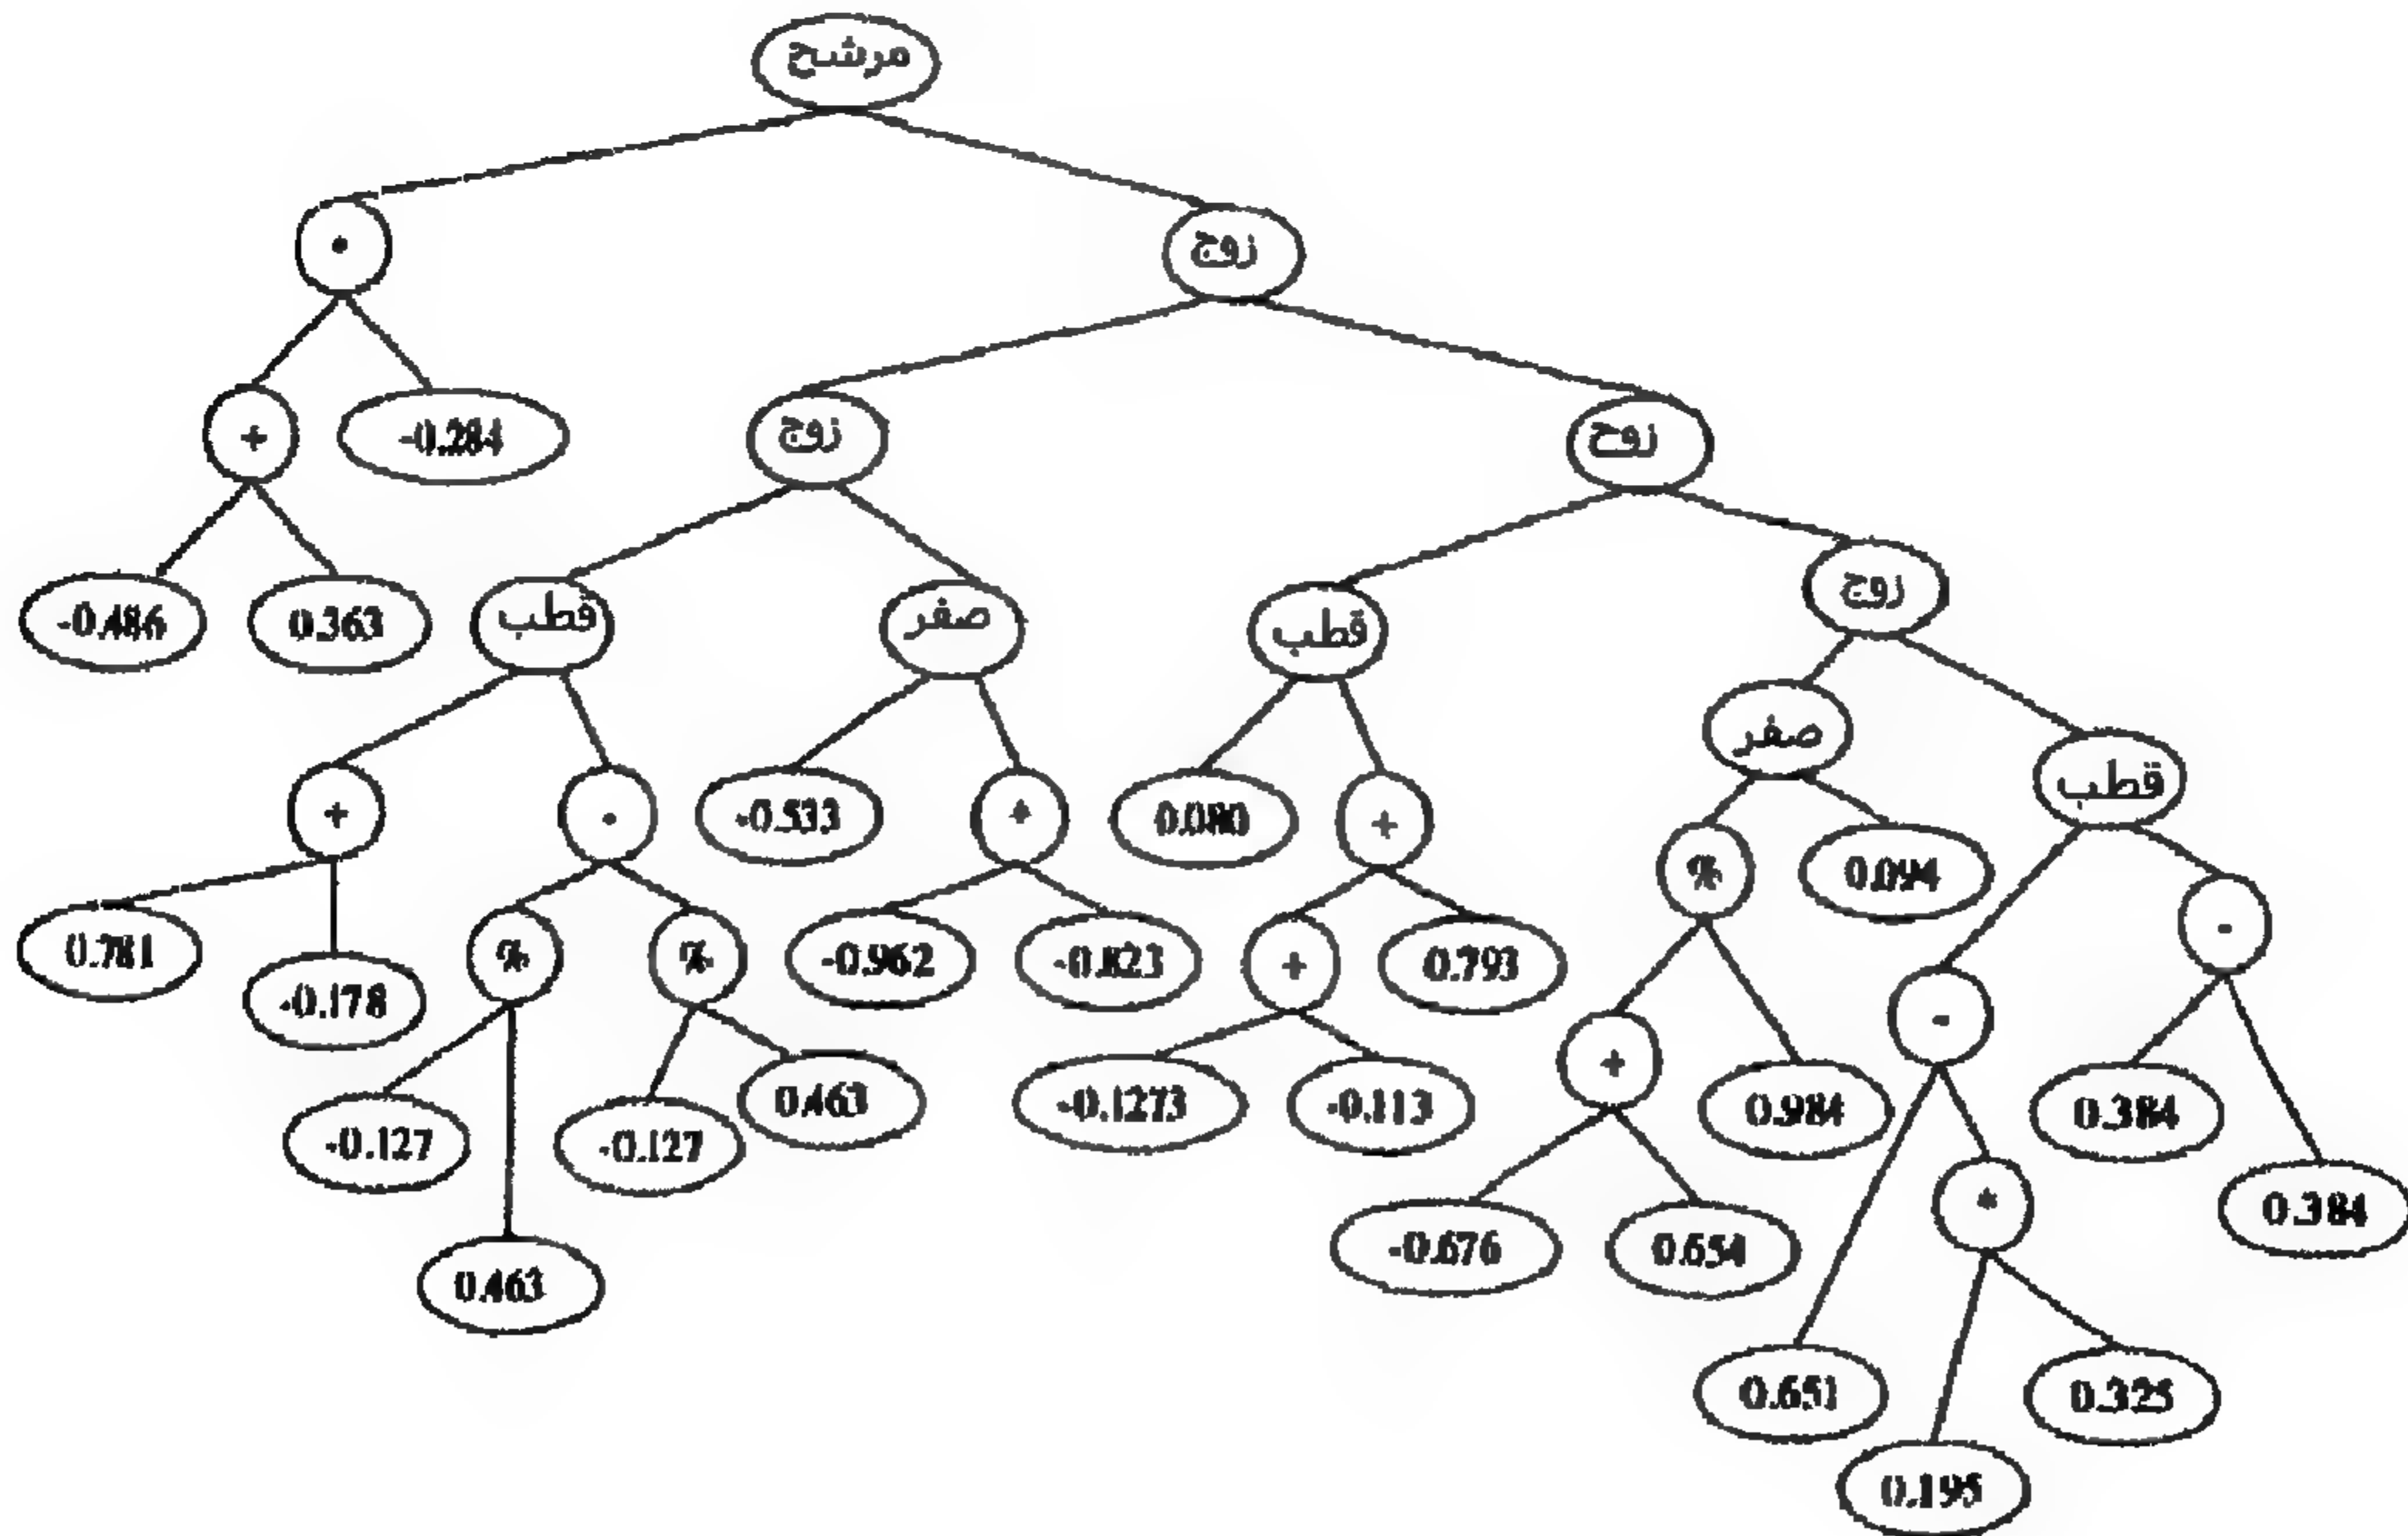 مرشح
زوج
+ -0.284 زوج زوج
-0.486 0.363 قطب صفر قطب زوج
صفر قطب
+ -0.533 0.080 +
% 0.094 -
0.781 -0.178 % % -0.962 -0.823 + 0.793 -
+ 0.984 0.384
-0.127 -0.127 0.463 -0.1273 -0.113
0.384
-0.676 0.654
0.463
0.651 0.325
0.195